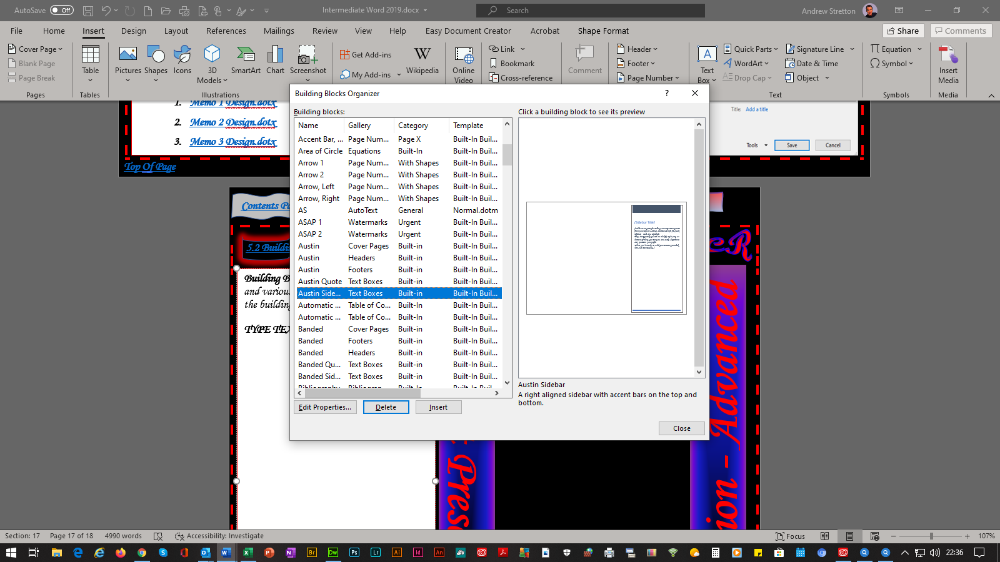 AutoSave Off Intermediate Word 2019.docx Search Andrew Stretton
File Home Insert Design Layout References Mailings Review View Help Easy Document Creator Acrobat Shape Format Share Comments
Cover Page
Blank Page
Page Break
Pages
Table
Tables
Pictures Shapes Icons 3D Models SmartArt Chart Screenshot
Illustrations
Get Add-ins
My Add-ins
Wikipedia
Online Video
Link
Bookmark
Cross-reference
Comment
Header
Footer
Page Number
Text Box
Quick Parts
WordArt
Drop Cap
Signature Line
Date & Time
Object
Text
Equation
Symbol
Symbols
Insert Media
Media
1. Memo 1 Design.dotx
2. Memo 2 Design.dotx
3. Memo 3 Design.dotx
Top Of Page
Title: Add a title
Tools Save Cancel
Contents Pa
5.2 Buildin
Building B
and variou
the building
TYPE TEX
Building Blocks Organizer ?
Building blocks:
Name Gallery Category Template
Accent Bar, ... Page Num... Page X Built-In Buil...
Area of Circle Equations Built-In Built-In Buil...
Arrow 1 Page Num... With Shapes Built-In Buil...
Arrow 2 Page Num... With Shapes Built-In Buil...
Arrow, Left Page Num... With Shapes Built-In Buil...
Arrow, Right Page Num... With Shapes Built-In Buil...
AS AutoText General Normal.dotm
ASAP 1 Watermarks Urgent Built-In Buil...
ASAP 2 Watermarks Urgent Built-In Buil...
Austin Cover Pages Built-in Built-In Buil...
Austin Headers Built-in Built-In Buil...
Austin Footers Built-in Built-In Buil...
Austin Quote Text Boxes Built-in Built-In Buil...
Austin Side... Text Boxes Built-in Built-In Buil...
Automatic ... Table of Co... Built-In Built-In Buil...
Automatic ... Table of Co... Built-In Built-In Buil...
Banded Cover Pages Built-in Built-In Buil...
Banded Footers Built-in Built-In Buil...
Banded Headers Built-in Built-In Buil...
Banded Qu... Text Boxes Built-in Built-In Buil...
Banded Sid... Text Boxes Built-in Built-In Buil...
Edit Properties... Delete Insert
Click a building block to see its preview
[Sidebar Title]
Austin Sidebar
A right aligned sidebar with accent bars on the top and
bottom.
Close
eR
: Prese
ion - Advanced
Section: 17 Page 17 of 18 4990 words Accessibility: Investigate Focus 107%
Br Dw Ps Lr Ai Id An 22:36